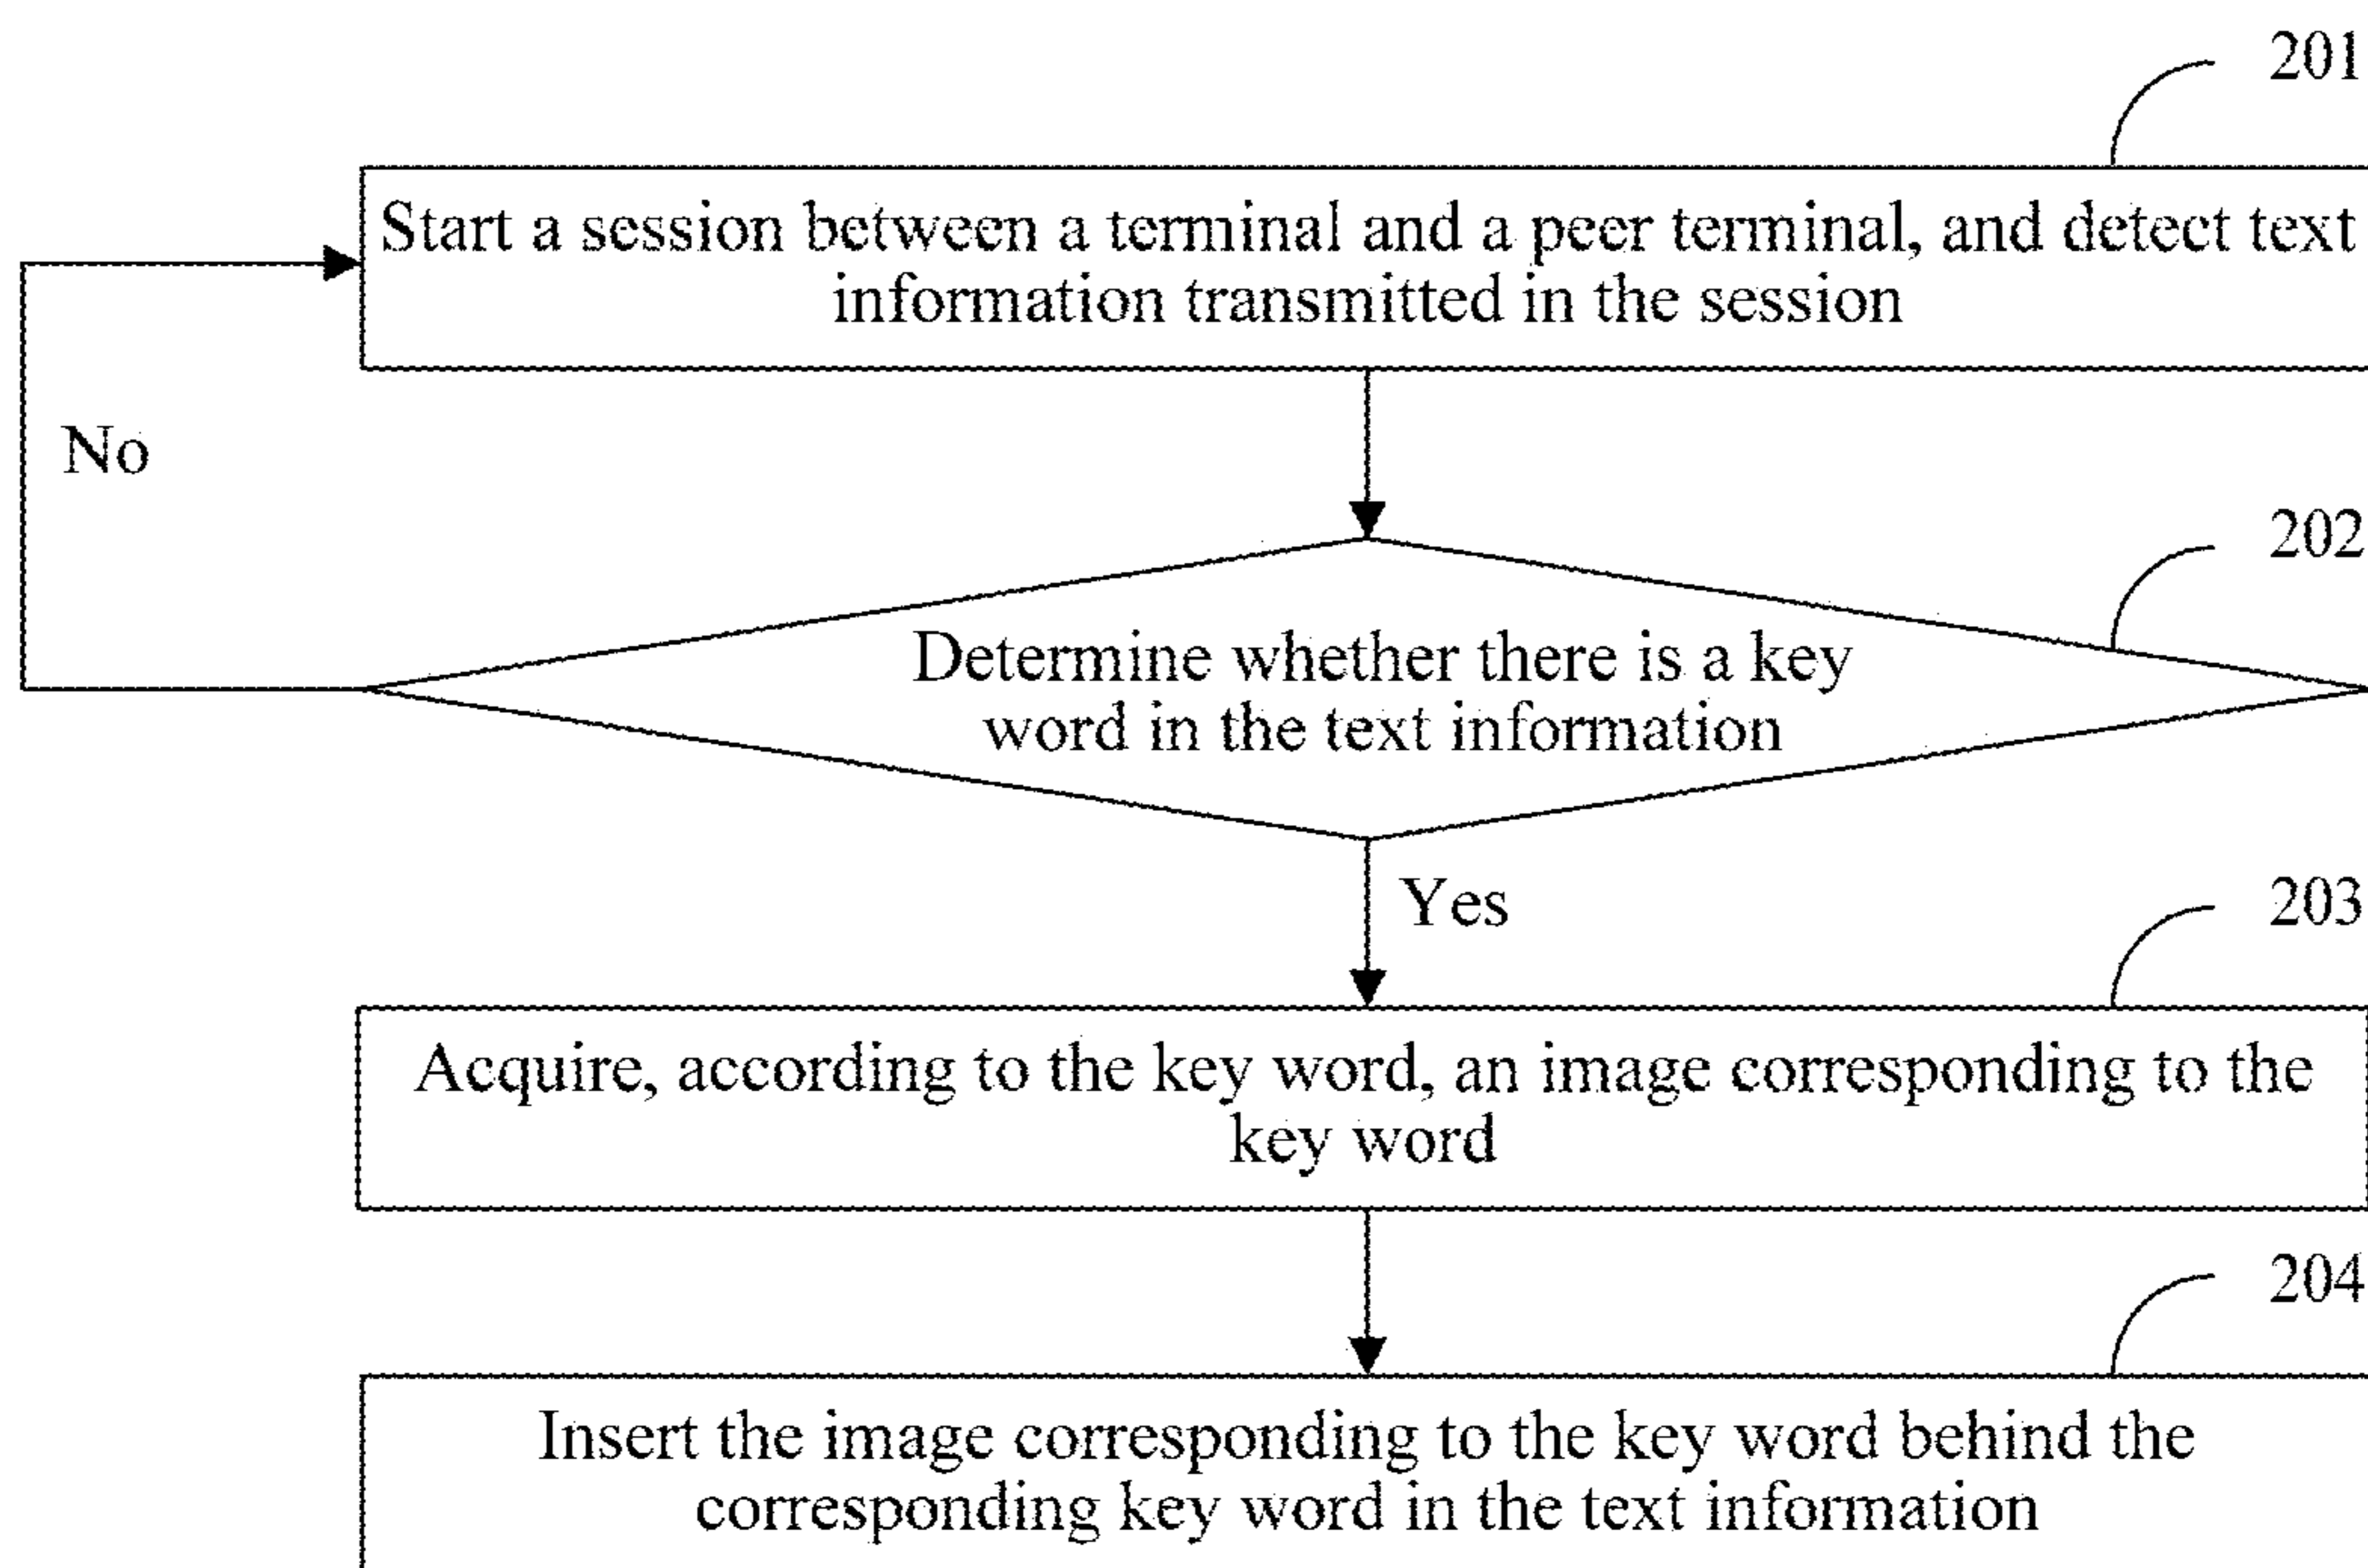 201
Start a session between a terminal and a peer terminal, and detect text
information transmitted in the session
No
202
Determine whether there is a key
word in the text information
Yes
203
Acquire, according to the key word, an image corresponding to the
key word
204
Insert the image corresponding to the key word behind the
corresponding key word in the text information